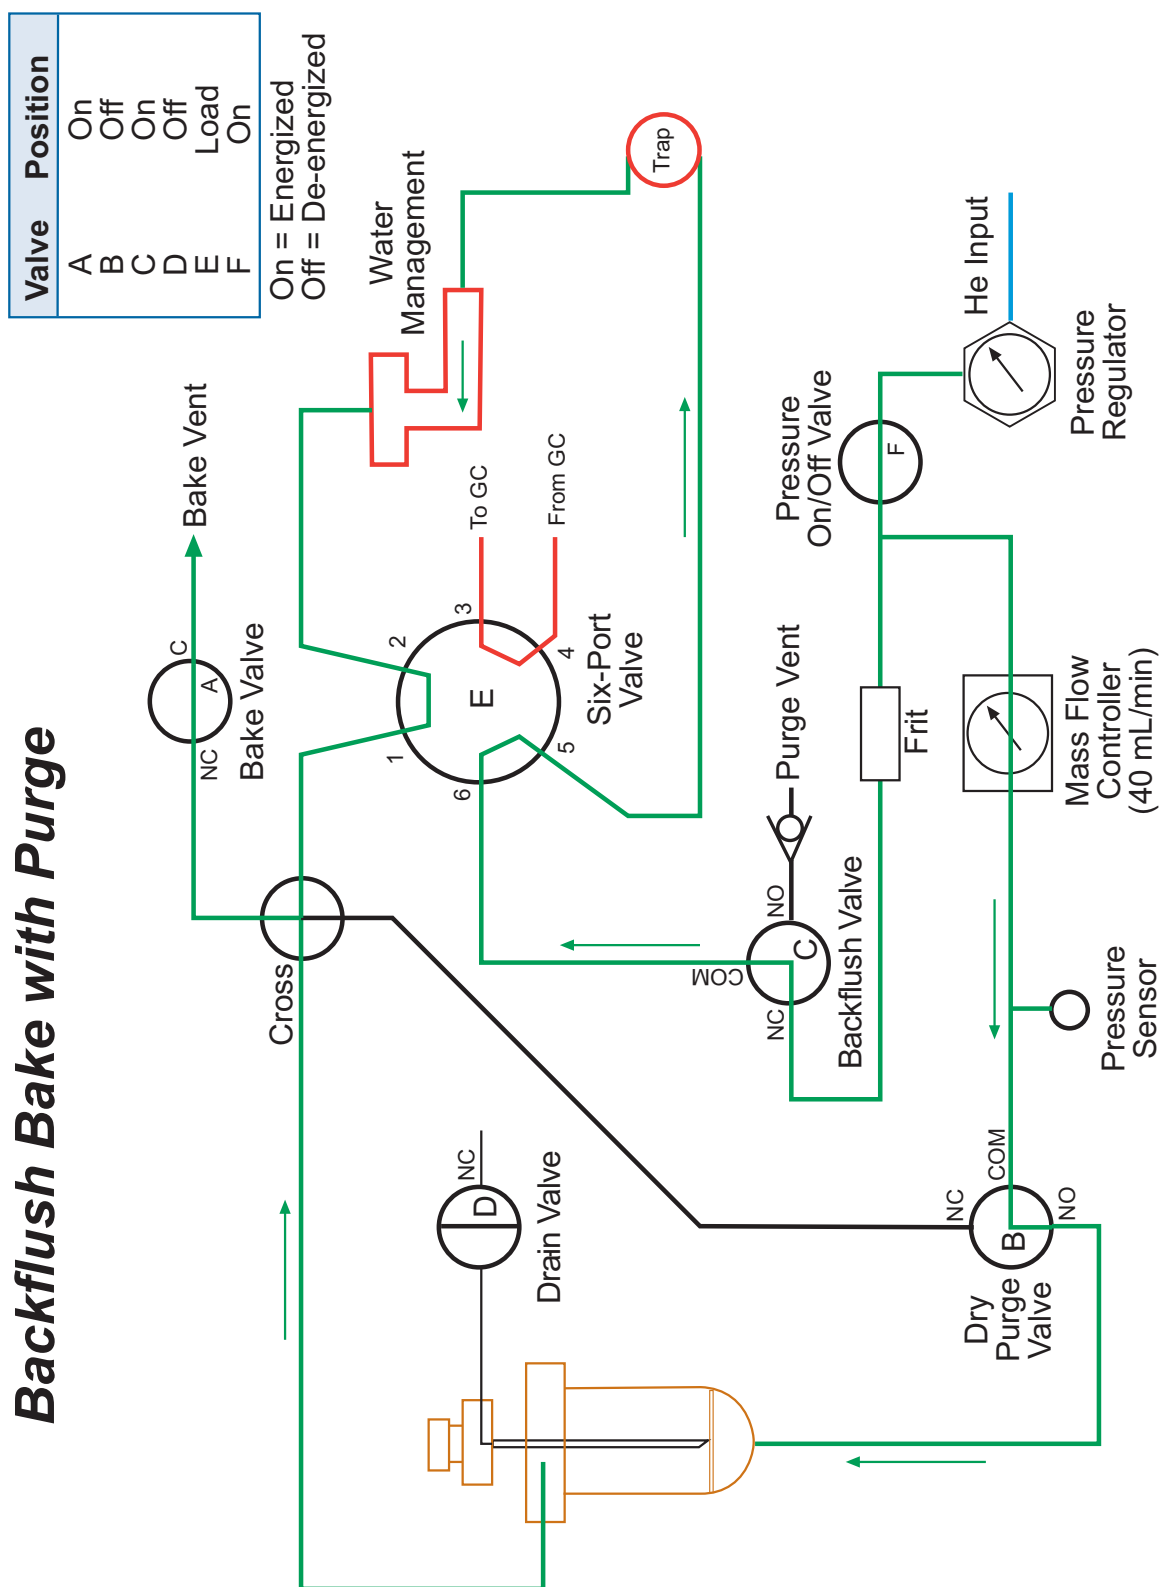 Backflush Bake with Purge
Valve Position
A On
B Off
C On
D Off
E Load
F On
On = Energized
Off = De-energized
Bake Vent
C
A
NC
Bake Valve
Cross
Water
Management
Trap
To GC
From GC
1
2
3
4
5
6
E
Six-Port
Valve
NC
D
Drain Valve
Purge Vent
NO
C
COM
NC
Backflush Valve
Frit
Pressure
On/Off Valve
F
He Input
Pressure
Regulator
Mass Flow
Controller
(40 mL/min)
Pressure
Sensor
NC
COM
B
NO
Dry
Purge
Valve